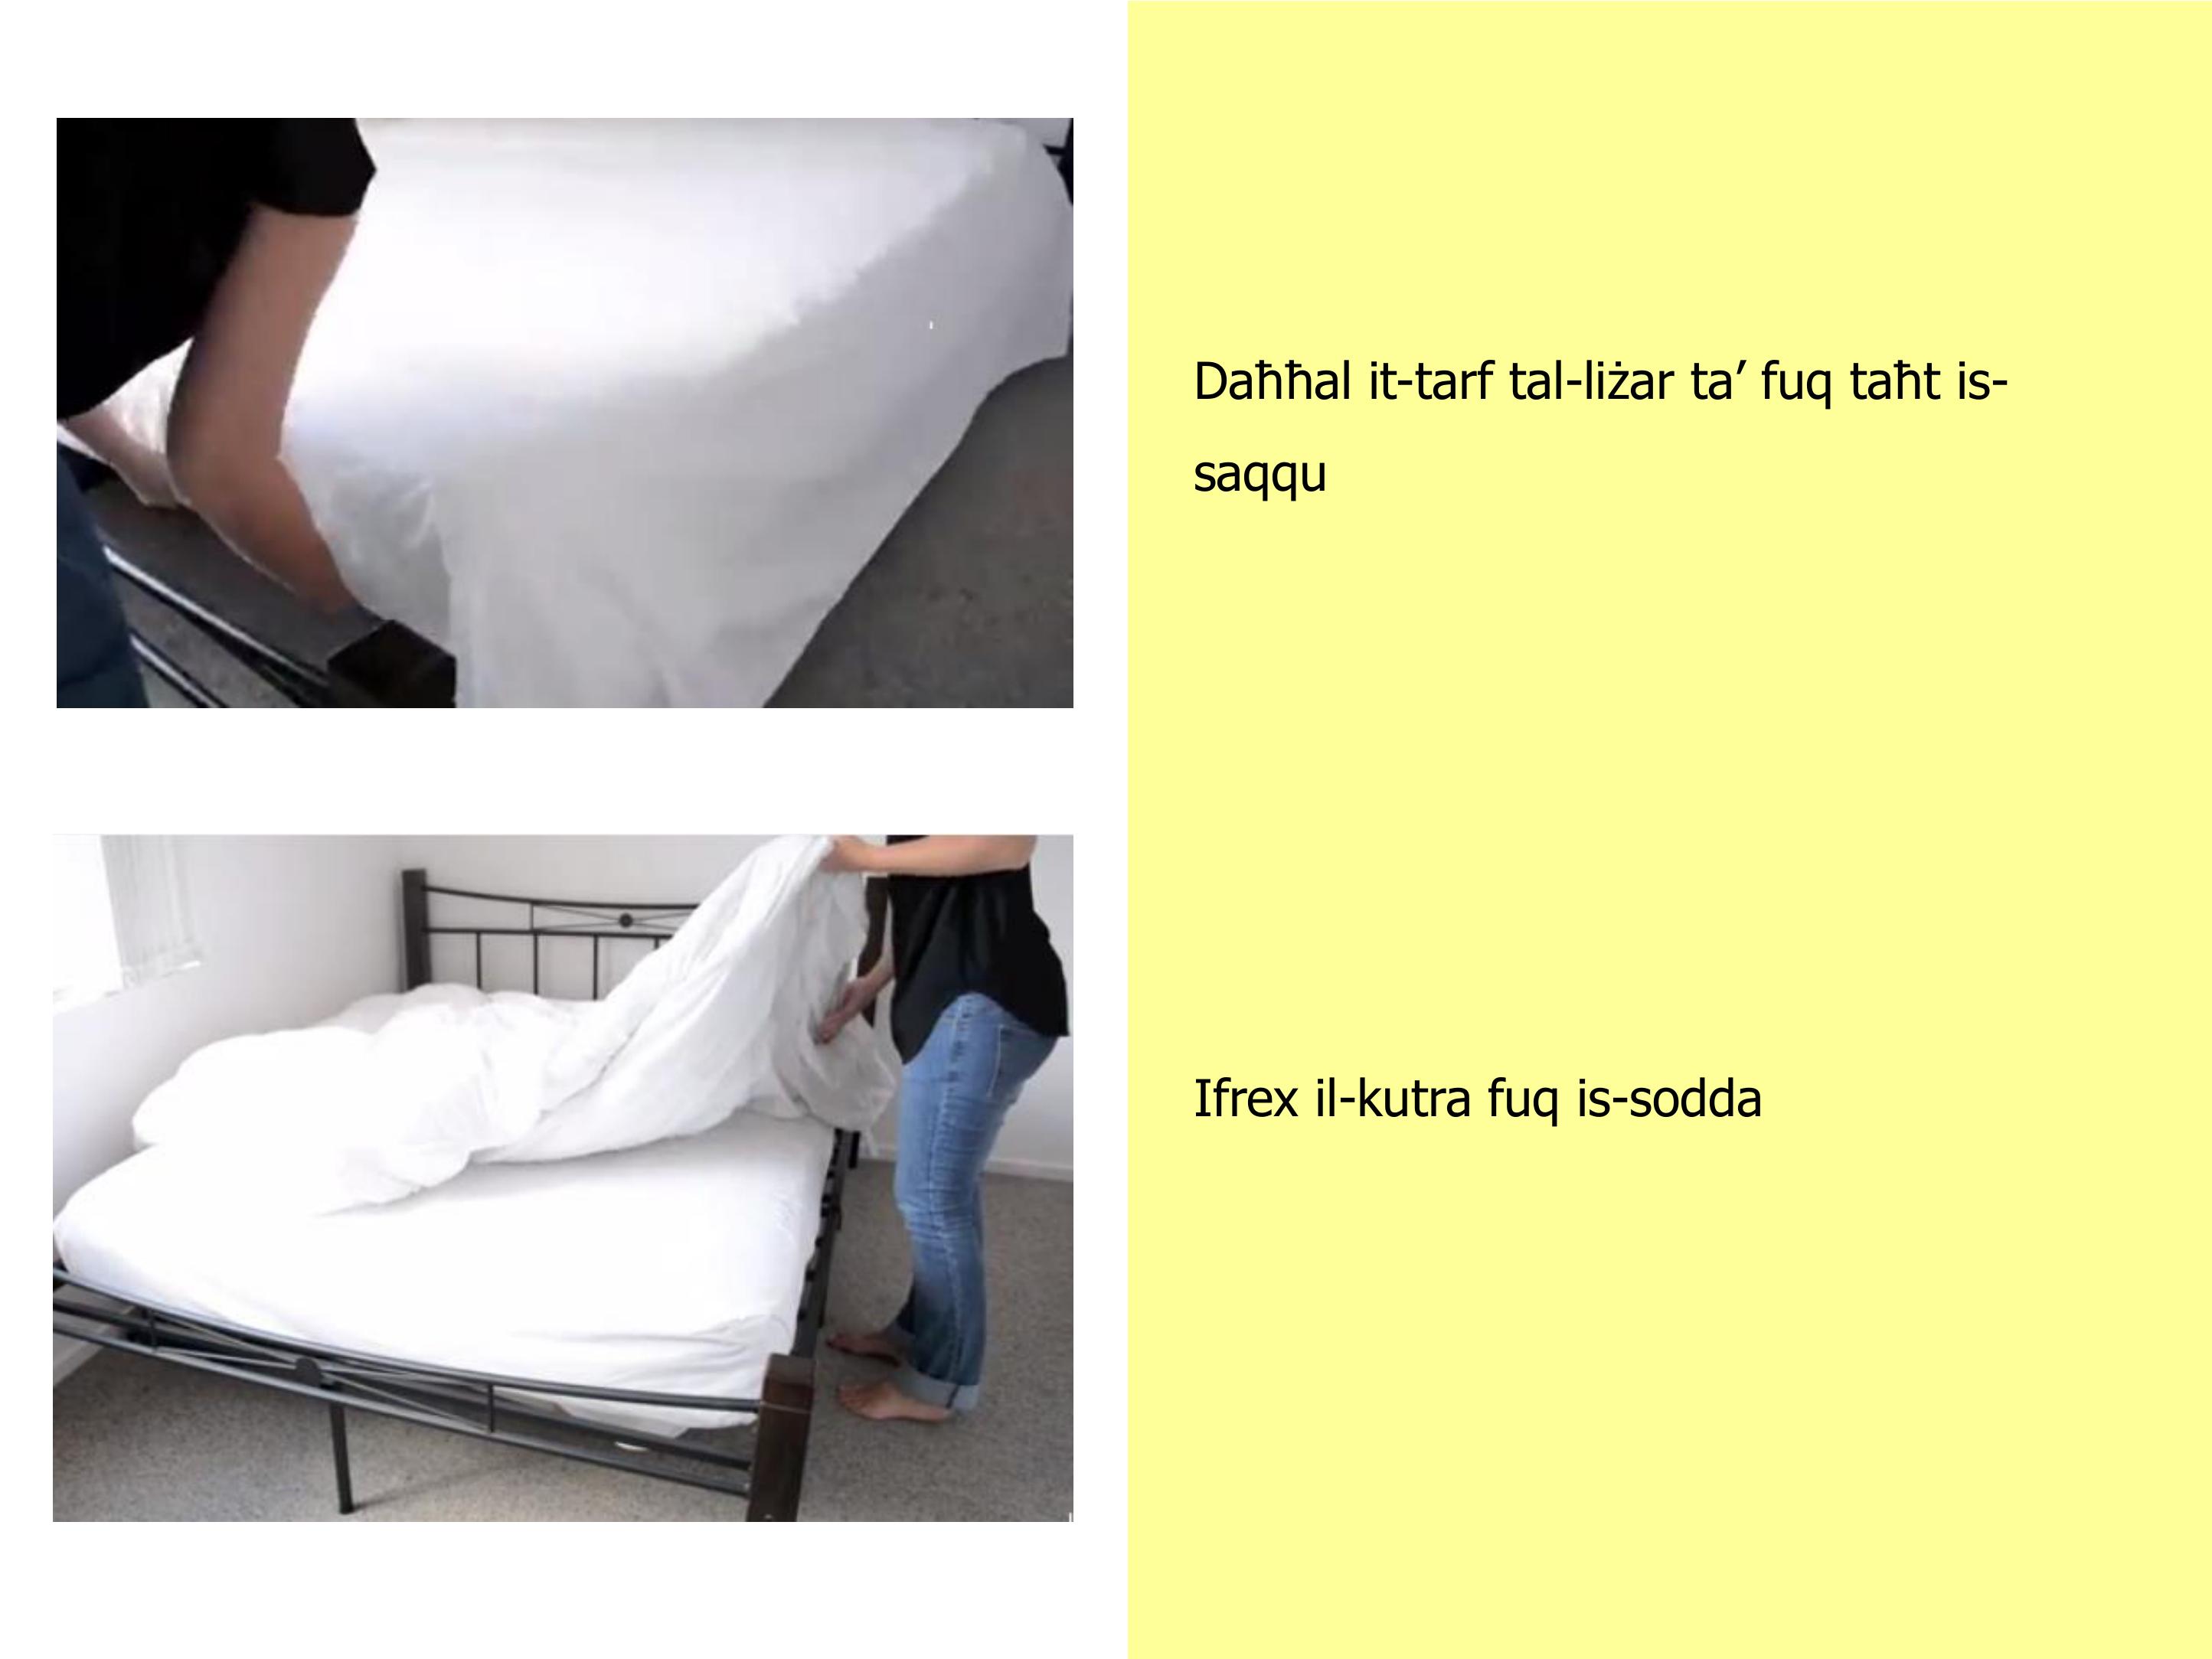 Daħħal it-tarf tal-liżar ta’ fuq taħt is-
saqqu
Ifrex il-kutra fuq is-sodda